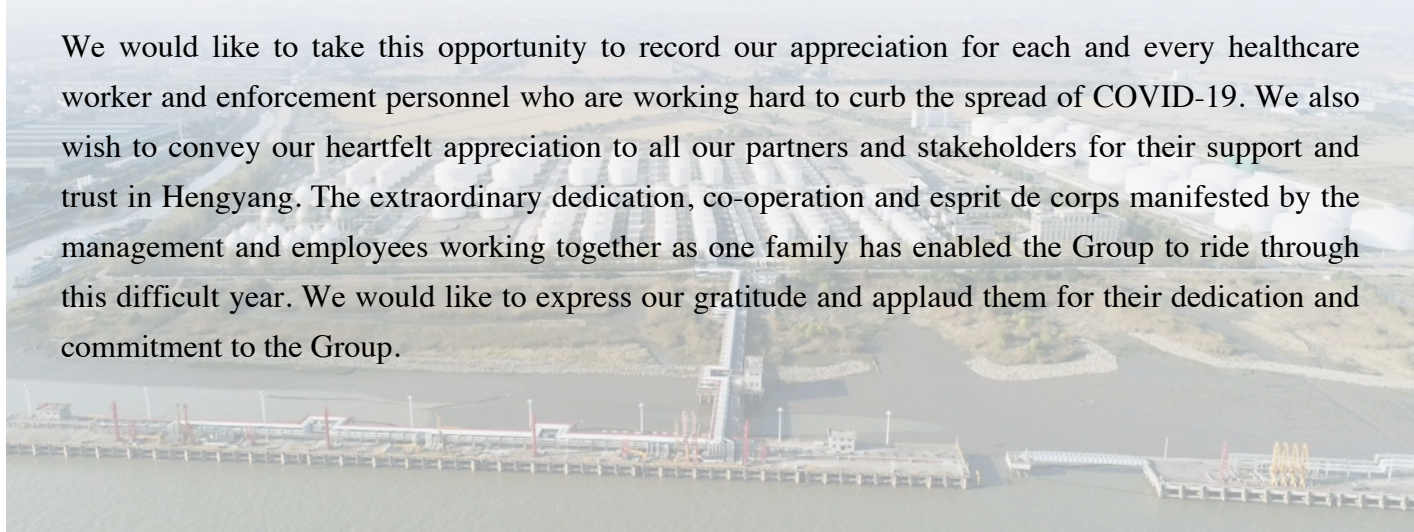 We would like to take this opportunity to record our appreciation for each and every healthcare
worker and enforcement personnel who are working hard to curb the spread of COVID-19. We also
wish to convey our heartfelt appreciation to all our partners and stakeholders for their support and
trust in Hengyang. The extraordinary dedication, co-operation and esprit de corps manifested by the
management and employees working together as one family has enabled the Group to ride through
this difficult year. We would like to express our gratitude and applaud them for their dedication and
commitment to the Group.